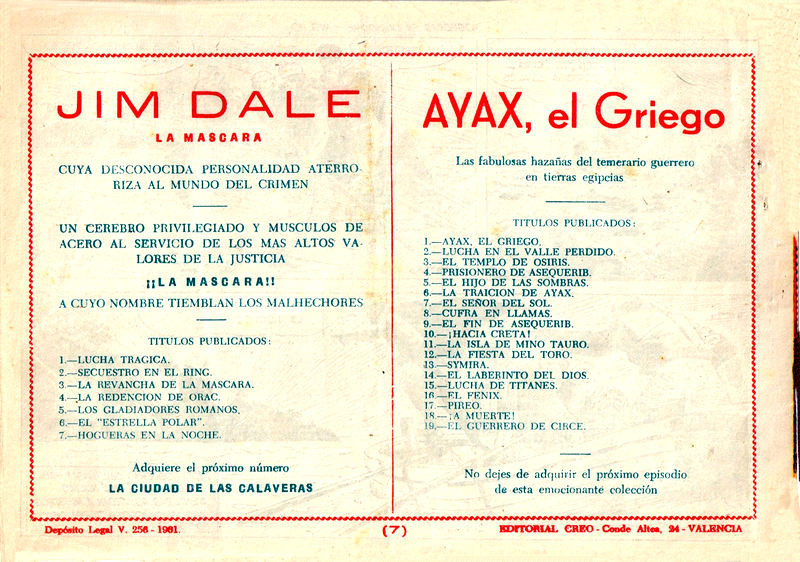 JIM DALE
LA MASCARA
CUYA DESCONOCIDA PERSONALIDAD ATERRO-
RIZA AL MUNDO DEL CRIMEN
UN CEREBRO PRIVILEGIADO Y MUSCULOS DE
ACERO AL SERVICIO DE LOS MAS ALTOS VA-
LORES DE LA JUSTICIA
¡¡LA MASCARA!!
A CUYO NOMBRE TIEMBLAN LOS MALHECHORES
TITULOS PUBLICADOS:
1.—LUCHA TRAGICA.
2.—SECUESTRO EN EL RING.
3.—LA REVANCHA DE LA MASCARA.
4.—LA REDENCION DE ORAC.
5.—LOS GLADIADORES ROMANOS.
6.—EL "ESTRELLA POLAR".
7.—HOGUERAS EN LA NOCHE.
Adquiere el próximo número
LA CIUDAD DE LAS CALAVERAS
AYAX, el Griego
Las fabulosas hazañas del temerario guerrero
en tierras egipcias
TITULOS PUBLICADOS:
1.—AYAX, EL GRIEGO.
2.—LUCHA EN EL VALLE PERDIDO.
3.—EL TEMPLO DE OSIRIS.
4.—PRISIONERO DE ASEQUERIB.
5.—EL HIJO DE LAS SOMBRAS.
6.—LA TRAICION DE AYAX.
7.—EL SEÑOR DEL SOL.
8.—CUFRA EN LLAMAS.
9.—EL FIN DE ASEQUERIB.
10.—¡HACIA CRETA!
11.—LA ISLA DE MINO TAURO.
12.—LA FIESTA DEL TORO.
13.—SYMIRA.
14.—EL LABERINTO DEL DIOS.
15.—LUCHA DE TITANES.
16.—EL FENIX.
17.—PIREO.
18.—¡A MUERTE!
19.—EL GUERRERO DE CIRCE.
No dejes de adquirir el próximo episodio
de esta emocionante colección
Depósito Legal V. 256 - 1961.
(7)
EDITORIAL CREO - Conde Altea, 24 - VALENCIA